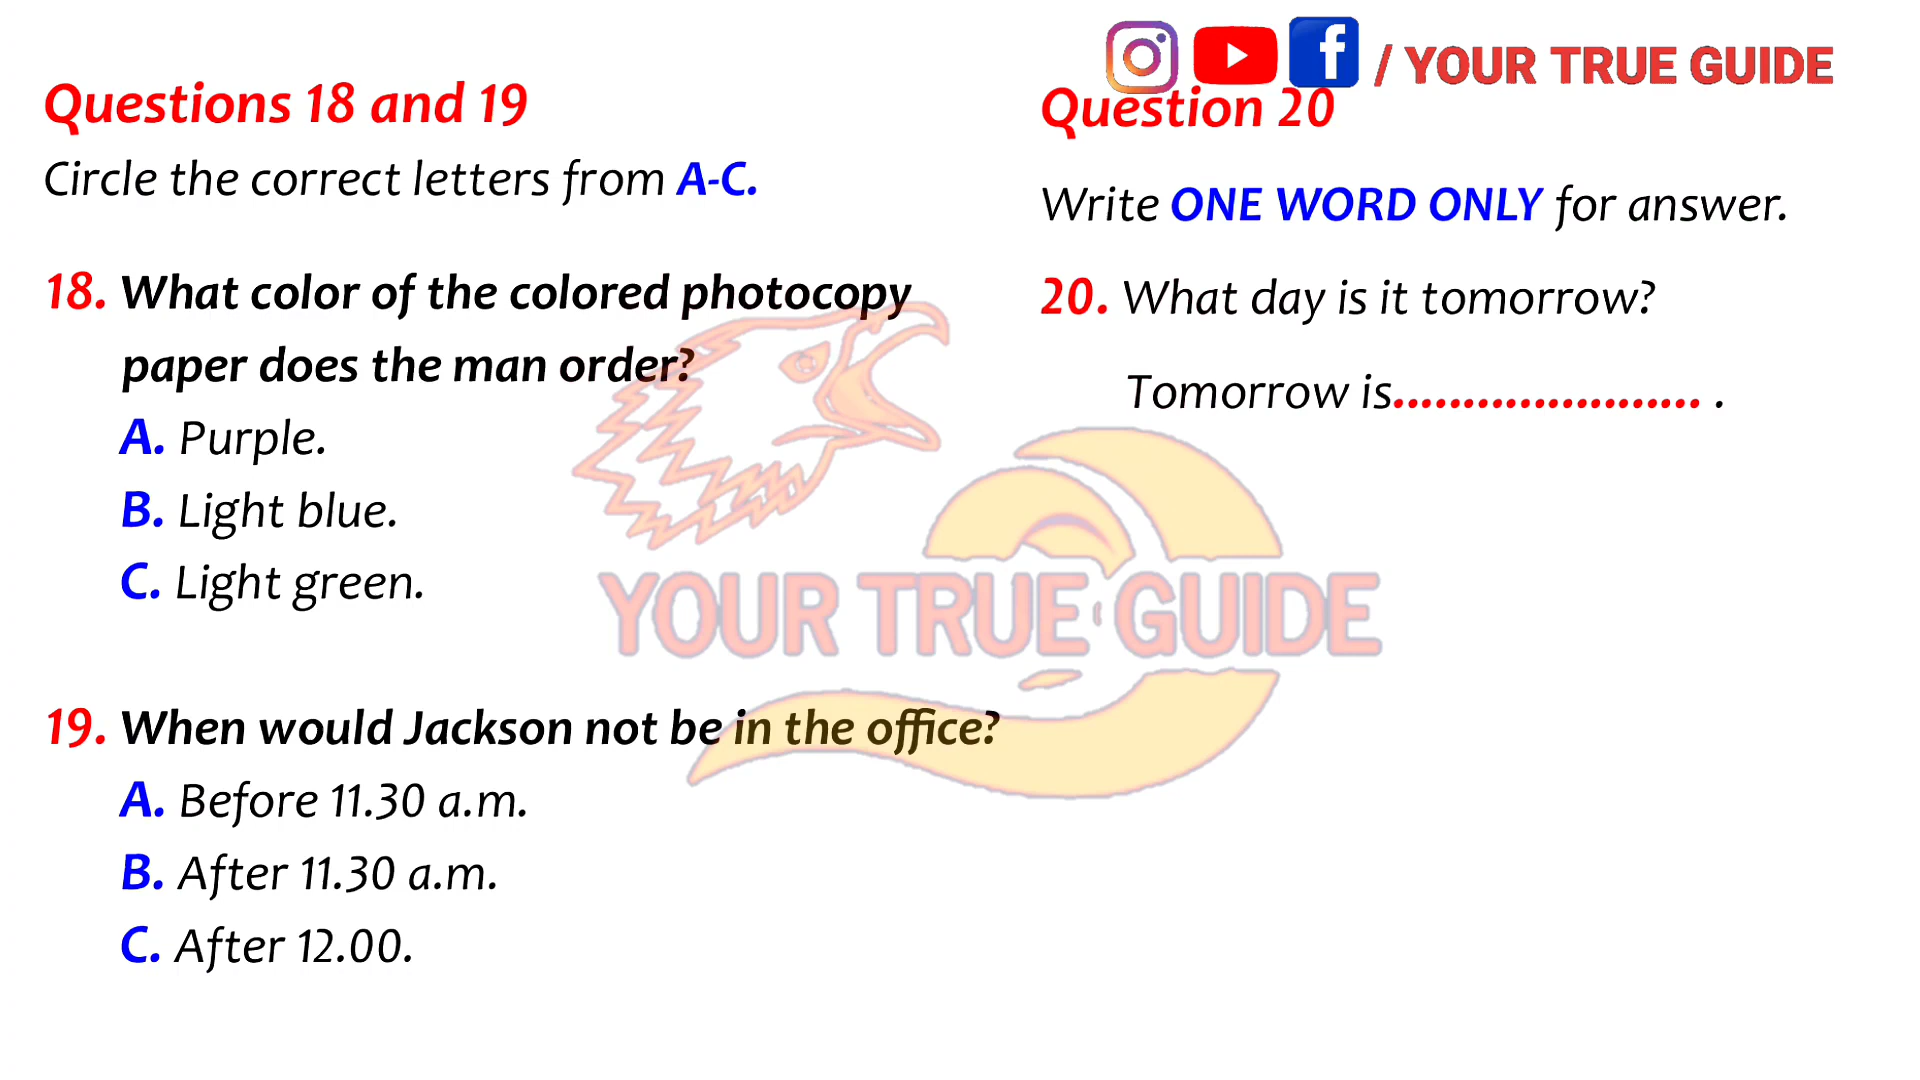 / YOUR TRUE GUIDE
Questions 18 and 19
Circle the correct letters from A-C.
18. What color of the colored photocopy
paper does the man order?
A. Purple.
B. Light blue.
C. Light green.
19. When would Jackson not be in the office?
A. Before 11.30 a.m.
B. After 11.30 a.m.
C. After 12.00.
Question 20
Write ONE WORD ONLY for answer.
20. What day is it tomorrow?
Tomorrow is...................... .
YOUR TRUE GUIDE